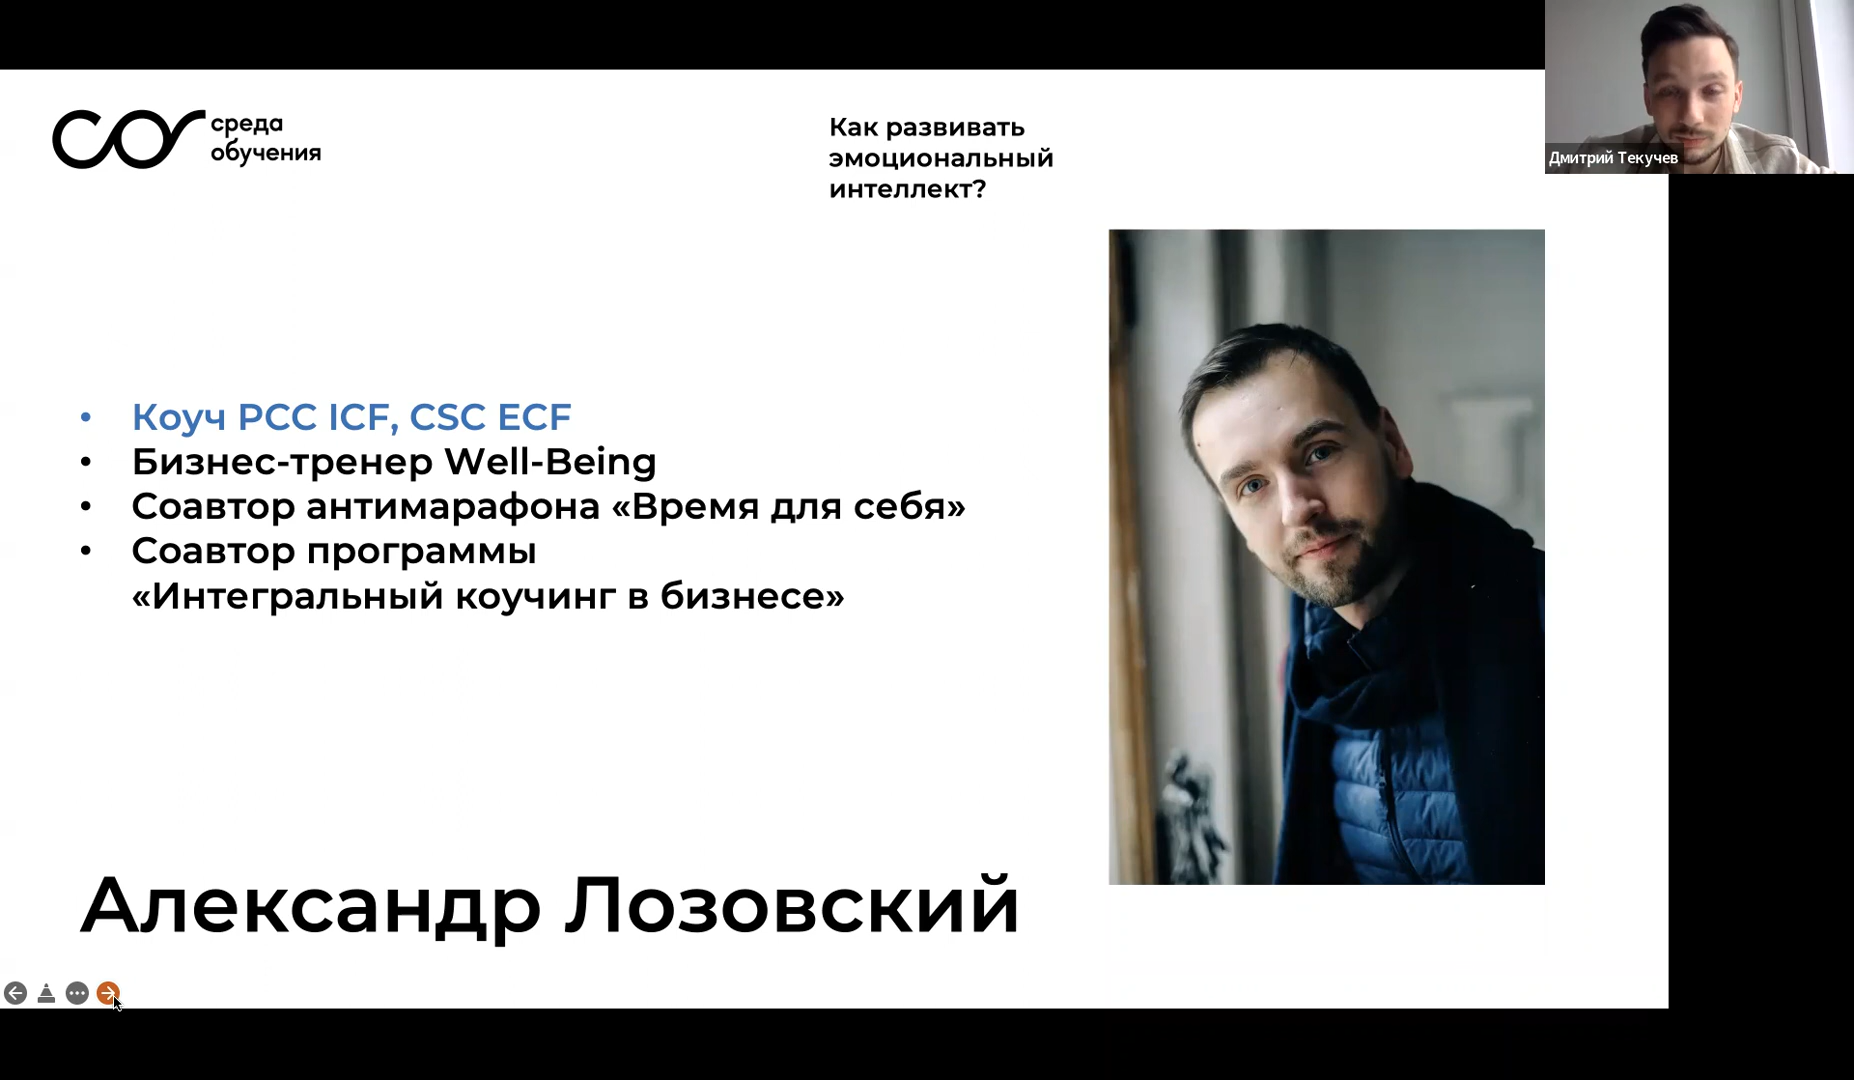 со
среда
обучения
Как развивать
эмоциональный
интеллект?
Дмитрий Текучев
• Коуч PCC ICF, CSC ECF
• Бизнес-тренер Well-Being
• Соавтор антимарафона «Время для себя»
• Соавтор программы
«Интегральный коучинг в бизнесе»
Александр Лозовский